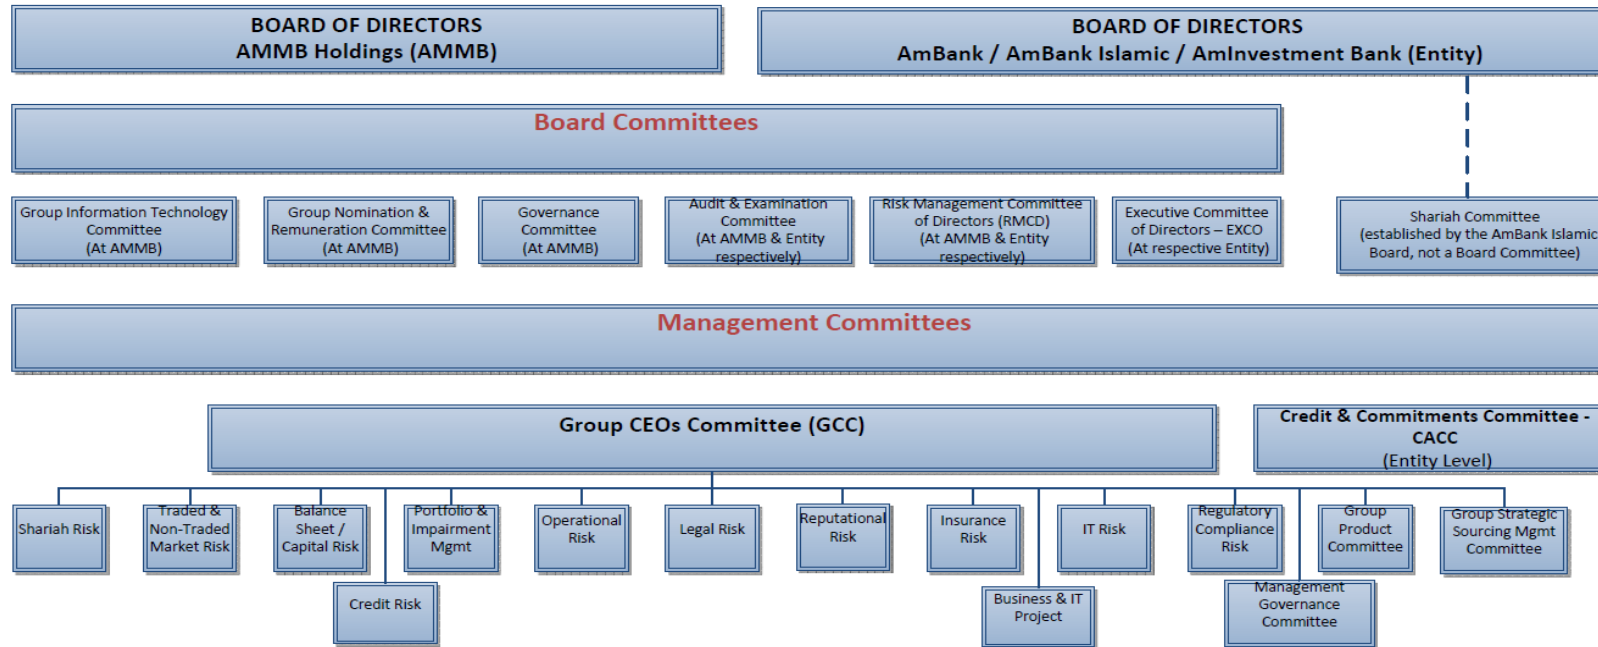 BOARD OF DIRECTORS
AMMB Holdings (AMMB)
BOARD OF DIRECTORS
AmBank / AmBank Islamic / AmInvestment Bank (Entity)
Board Committees
Group Information Technology
Committee
(At AMMB)
Group Nomination &
Remuneration Committee
(At AMMB)
Governance
Committee
(At AMMB)
Audit & Examination
Committee
(At AMMB & Entity
respectively)
Risk Management Committee
of Directors (RMCD)
(At AMMB & Entity
respectively)
Executive Committee
of Directors – EXCO
(At respective Entity)
Shariah Committee
(established by the AmBank Islamic
Board, not a Board Committee)
Management Committees
Group CEOs Committee (GCC)
Credit & Commitments Committee -
CACC
(Entity Level)
Shariah Risk
Traded &
Non-Traded
Market Risk
Balance
Sheet /
Capital Risk
Portfolio &
Impairment
Mgmt
Operational
Risk
Legal Risk
Reputational
Risk
Insurance
Risk
IT Risk
Regulatory
Compliance
Risk
Group
Product
Committee
Group Strategic
Sourcing Mgmt
Committee
Credit Risk
Business & IT
Project
Management
Governance
Committee